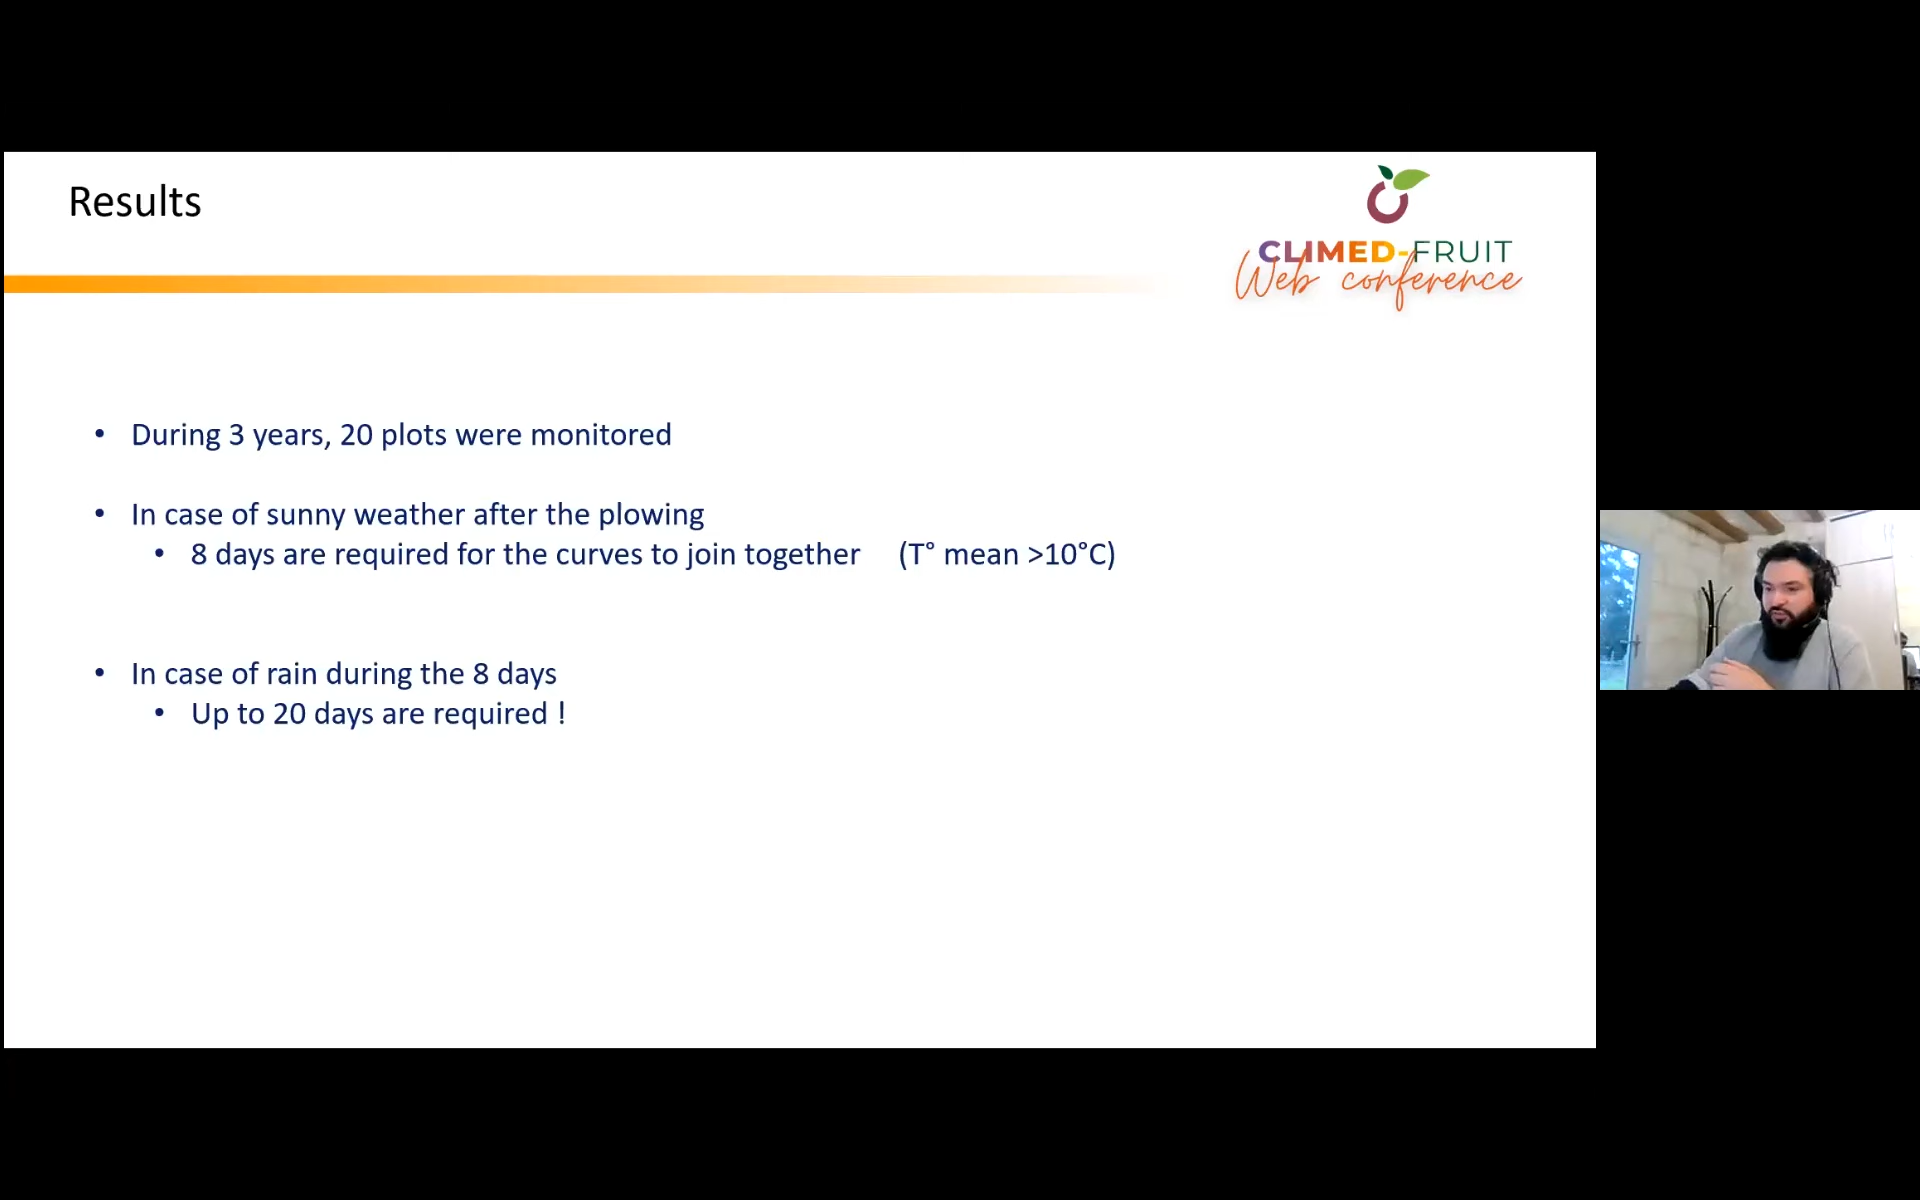 Results
CLIMED-FRUIT
Web conference
• During 3 years, 20 plots were monitored
• In case of sunny weather after the plowing
• 8 days are required for the curves to join together (T° mean >10°C)
• In case of rain during the 8 days
• Up to 20 days are required !